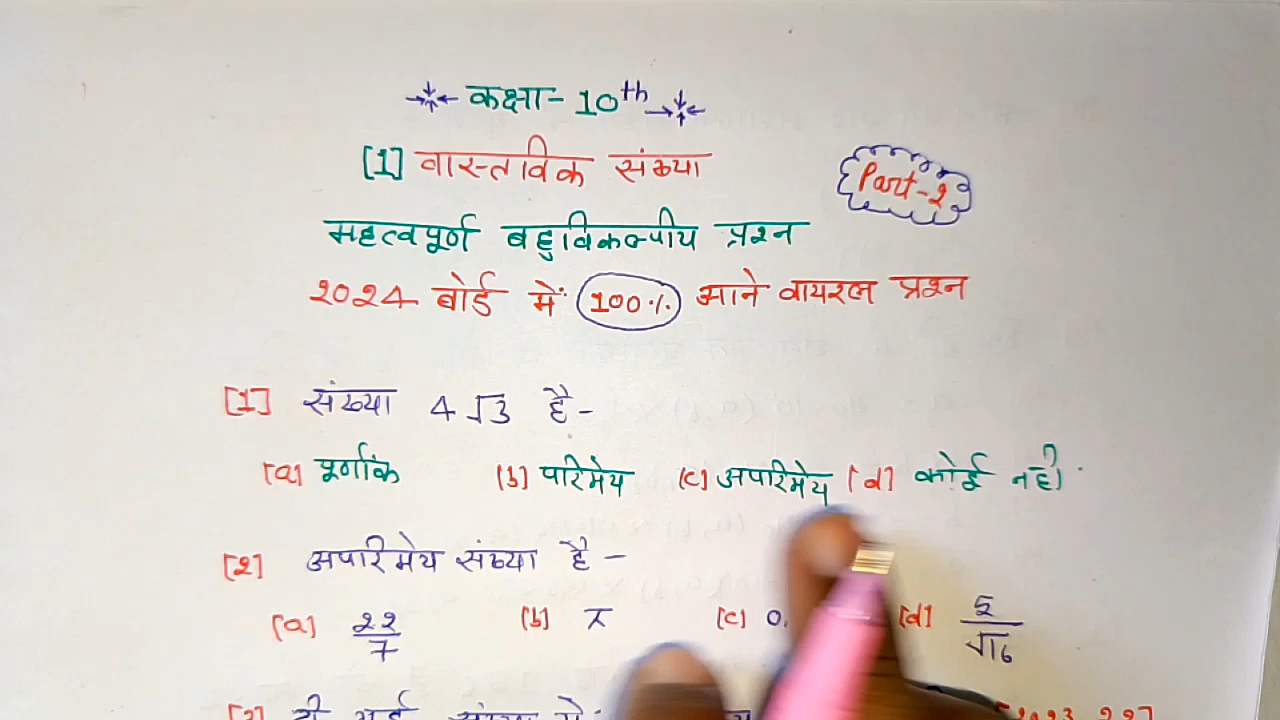 कक्षा- 10th
[1] वास्तविक संख्या
Part-2
महत्वपूर्ण बहुविकल्पीय प्रश्न
2024 बोर्ड में 100% आने वायरल प्रश्न
[1] संख्या 4√3 है-
(a) पूर्णांक (b) परिमेय (c) अपरिमेय (d) कोई नहीं
[2] अपरिमेय संख्या है -
(a) 22/7 (b) π (c) 0. (d) 5/√16